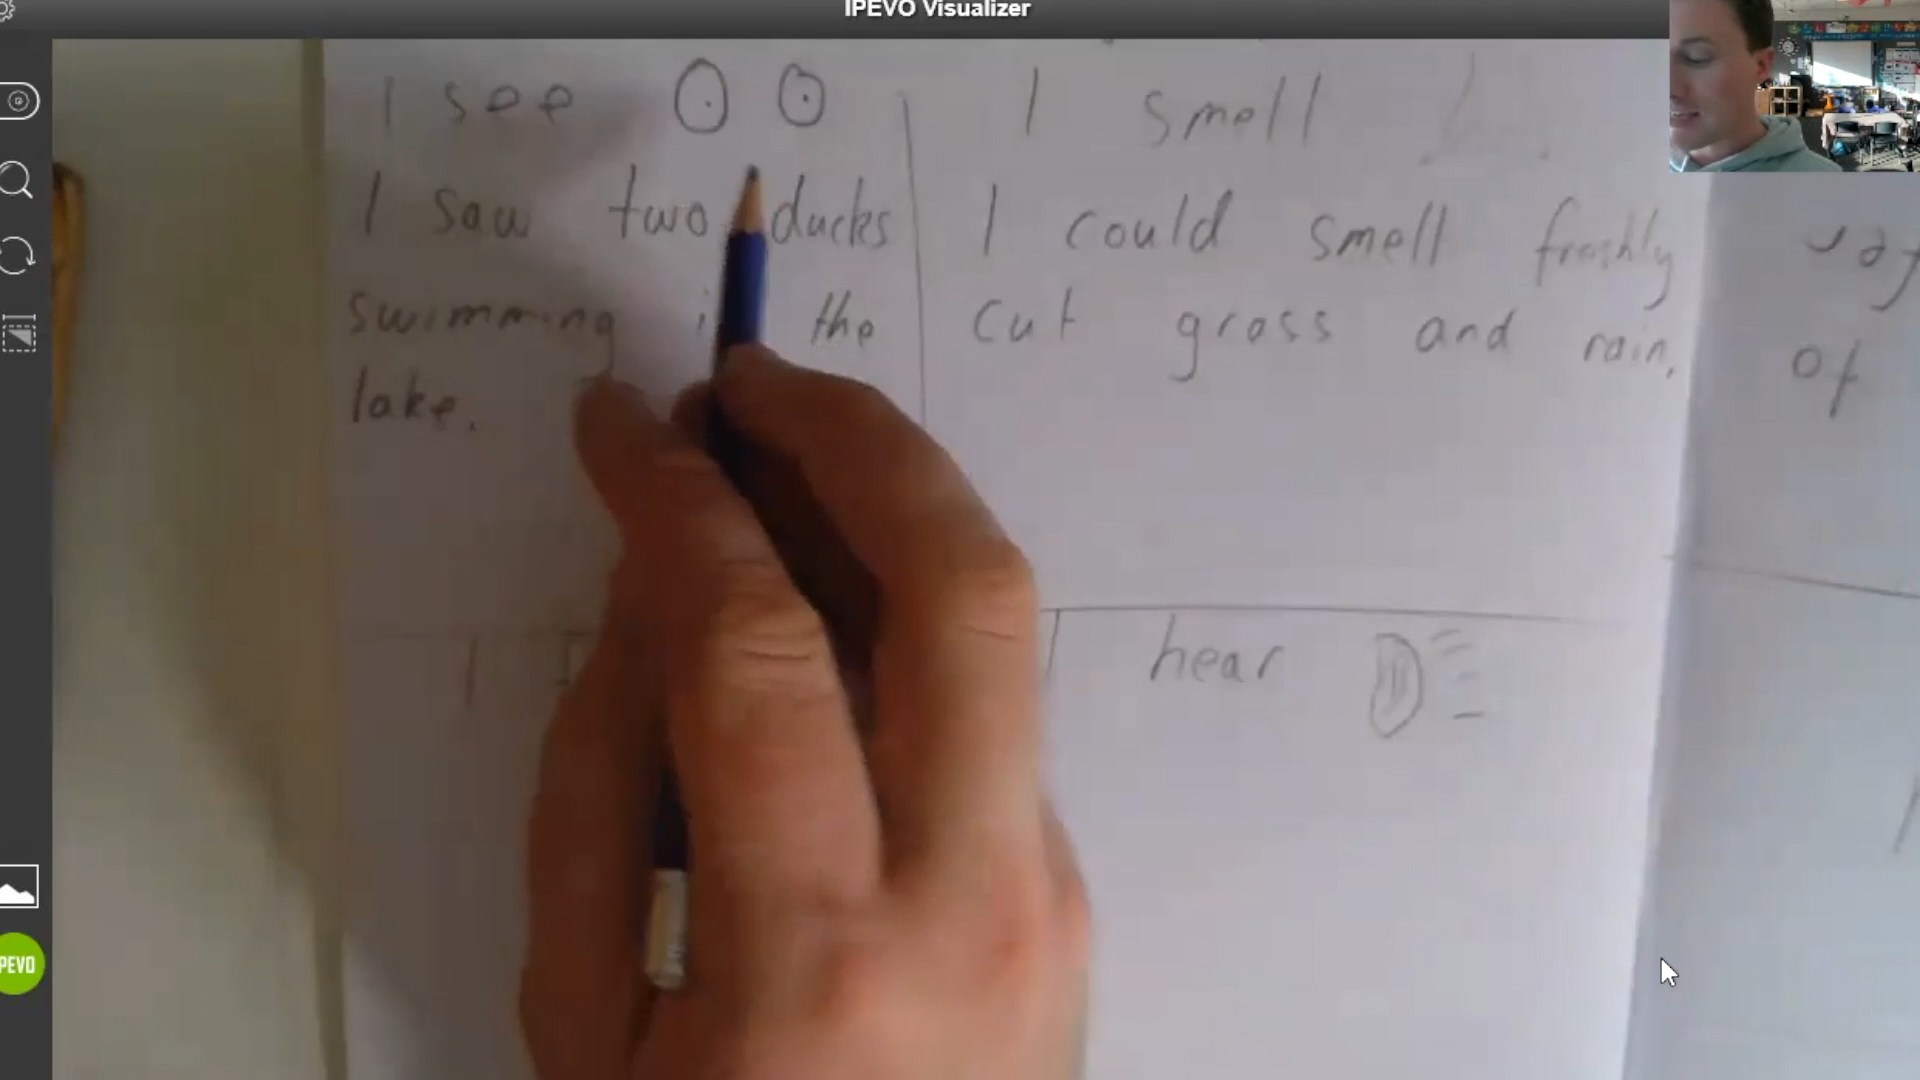 IPEVO Visualizer
I see
I saw two ducks
swimming the
lake.
I smell
I could smell freshly
cut grass and rain.
I
I hear
of
PEVO